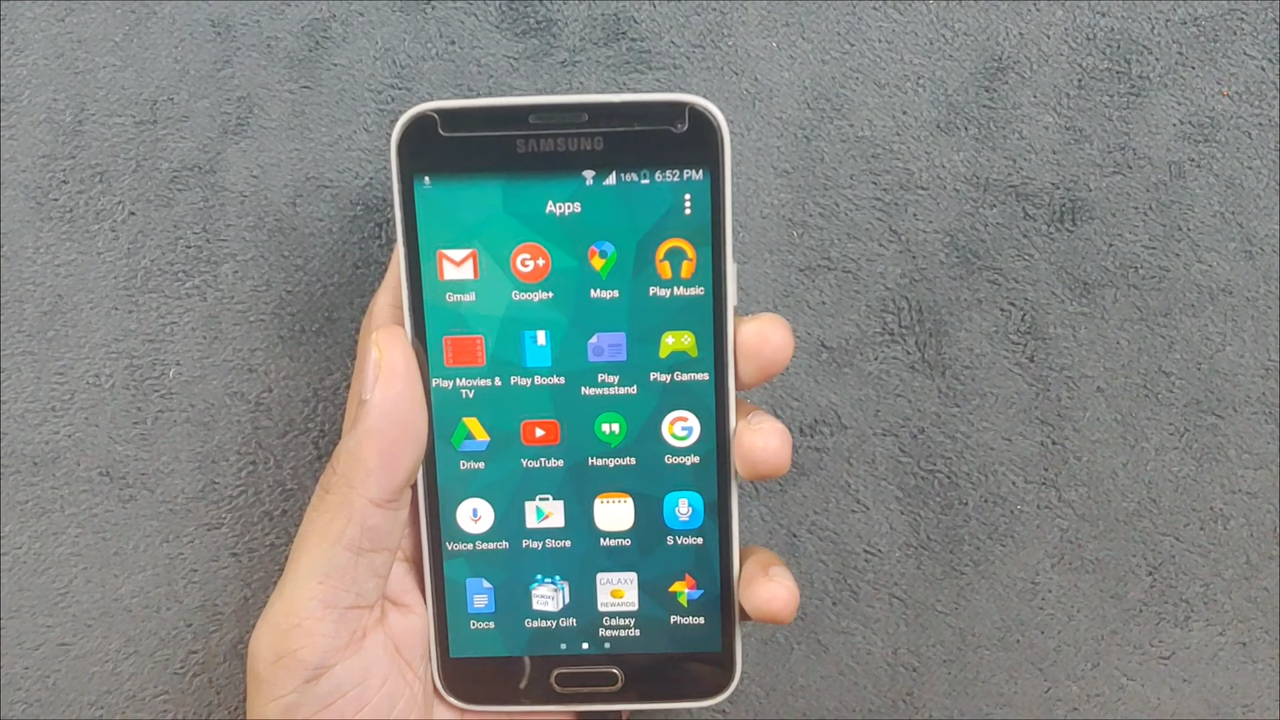 SAMSUNG
16% 6:52 PM
Apps
Gmail
Google+
Maps
Play Music
Play Movies &
TV
Play Books
Play
Newsstand
Play Games
Drive
YouTube
Hangouts
Google
Voice Search
Play Store
Memo
S Voice
Docs
Galaxy
Gift
Galaxy Gift
GALAXY
REWARDS
Galaxy
Rewards
Photos